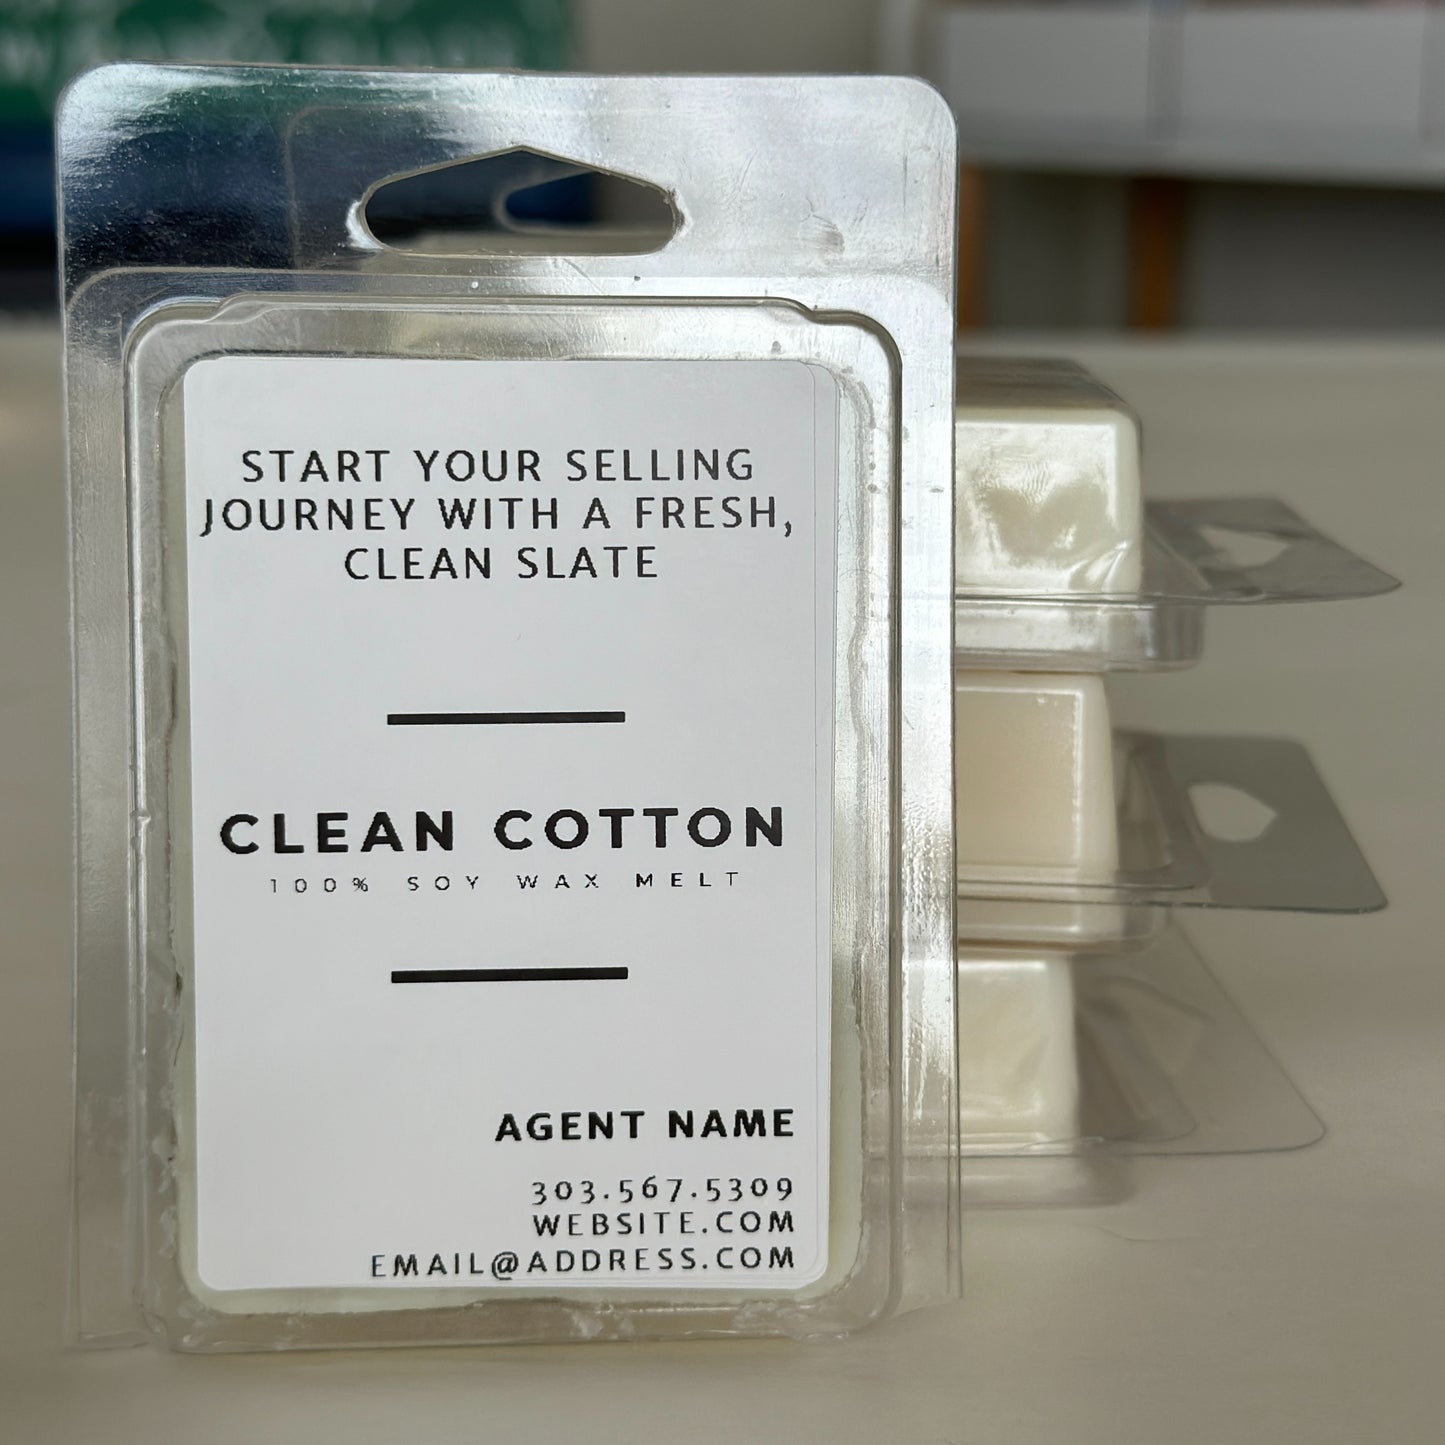 START YOUR SELLING
JOURNEY WITH A FRESH,
CLEAN SLATE
CLEAN COTTON
100% SOY WAX MELT
AGENT NAME
303.567.5309
WEBSITE.COM
EMAIL@ADDRESS.COM